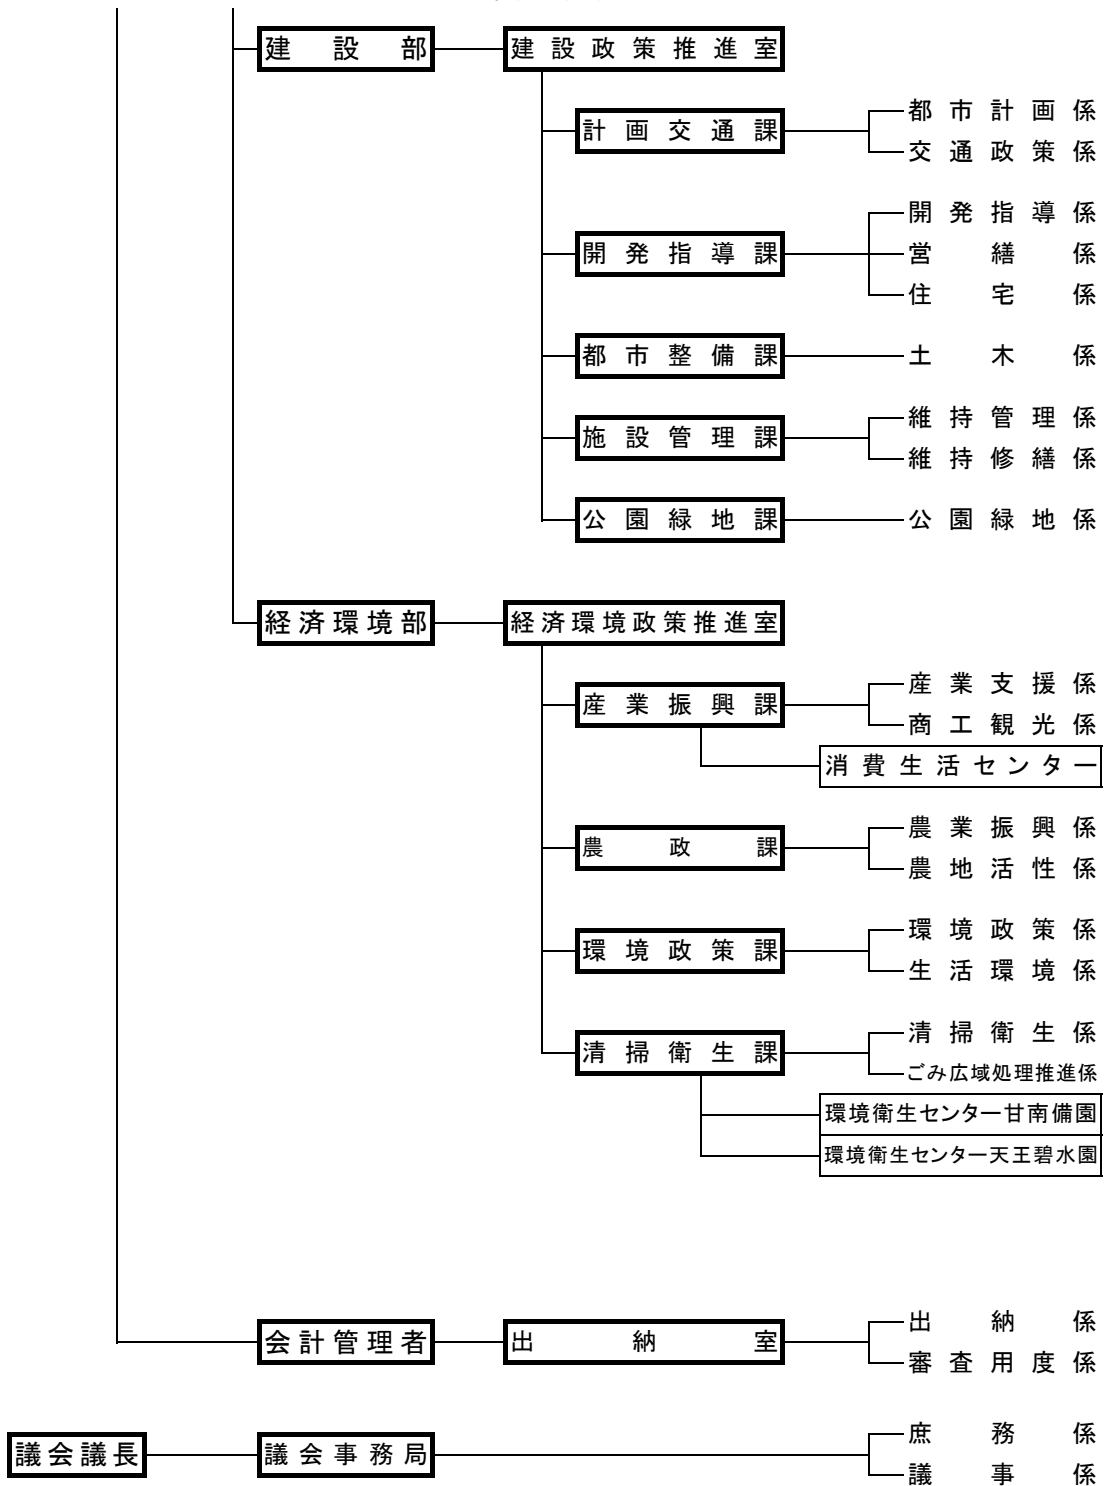 建設部 建設政策推進室
計画交通課 都市計画係
交通政策係
開発指導課 開発指導係
営繕係
住宅係
都市整備課 土木係
施設管理課 維持管理係
維持修繕係
公園緑地課 公園緑地係
経済環境部 経済環境政策推進室
産業振興課 産業支援係
商工観光係
消費生活センター
農政課 農業振興係
農地活性係
環境政策課 環境政策係
生活環境係
清掃衛生課 清掃衛生係
ごみ広域処理推進係
環境衛生センター甘南備園
環境衛生センター天王碧水園
会計管理者 出納室 出納係
審査用度係
議会議長 議会事務局 庶務係
議事係